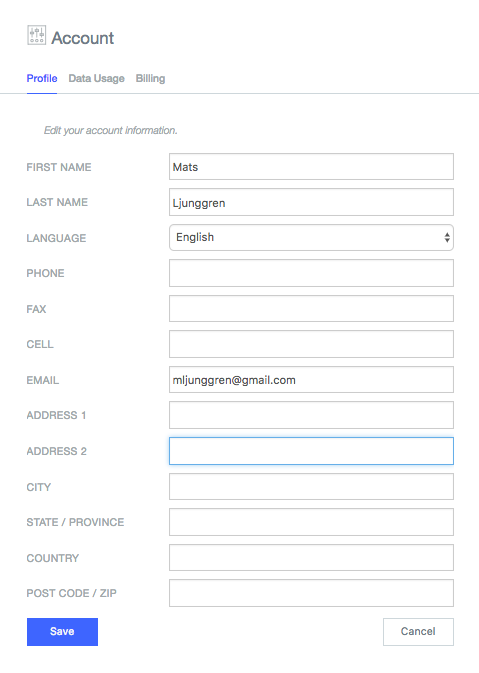 Account
Profile Data Usage Billing
Edit your account information.
FIRST NAME Mats
LAST NAME Ljunggren
LANGUAGE English
PHONE
FAX
CELL
EMAIL mljunggren@gmail.com
ADDRESS 1
ADDRESS 2
CITY
STATE / PROVINCE
COUNTRY
POST CODE / ZIP
Save Cancel